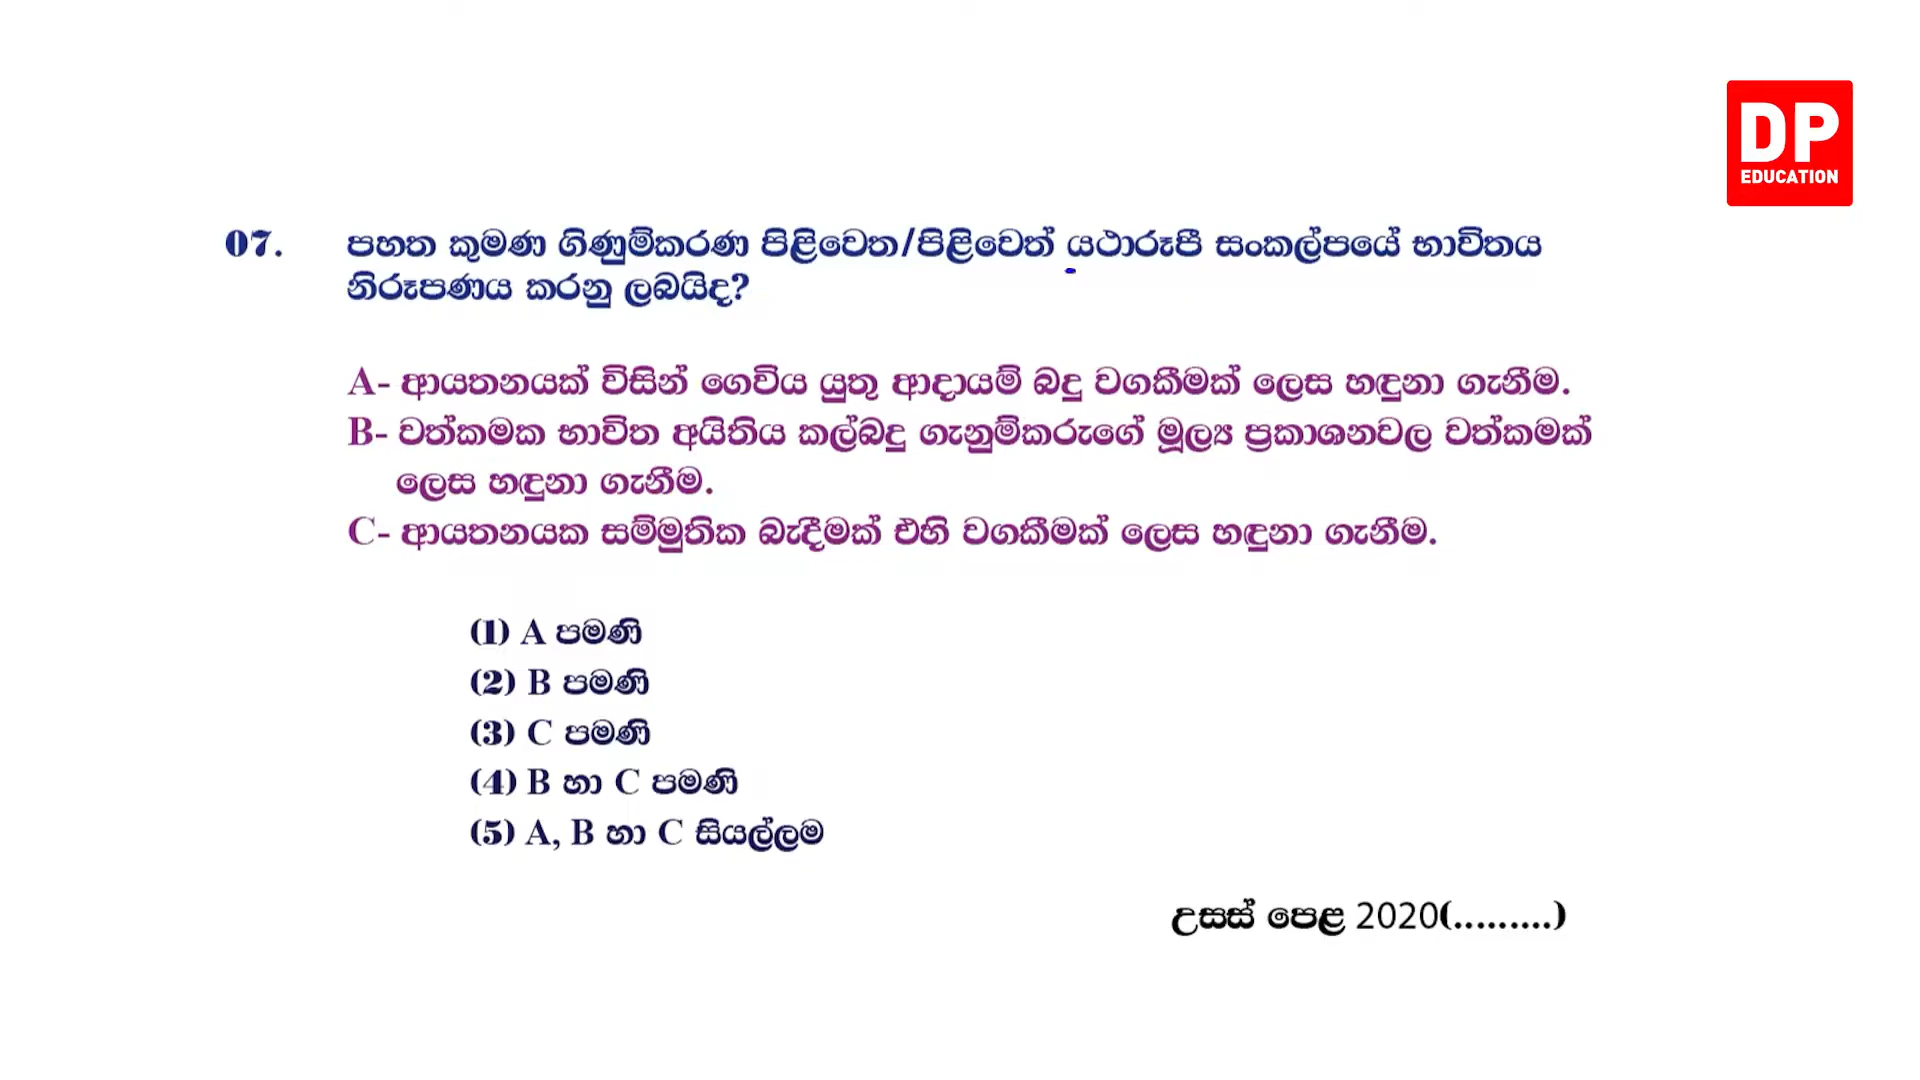 DP
EDUCATION
07. පහත කුමණ ගිණුම්කරණ පිළිවෙත/පිළිවෙත් යථාරූපී සංකල්පයේ භාවිතය
නිරූපණය කරනු ලබයිද?
A- ආයතනයක් විසින් ගෙවිය යුතු ආදායම් බදු වගකීමක් ලෙස හඳුනා ගැනීම.
B- වත්කමක භාවිත අයිතිය කල්බදු ගැනුම්කරුගේ මූල්‍ය ප්‍රකාශනවල වත්කමක්
ලෙස හඳුනා ගැනීම.
C- ආයතනයක සම්මුතික බැඳීමක් එහි වගකීමක් ලෙස හඳුනා ගැනීම.
(1) A පමණි
(2) B පමණි
(3) C පමණි
(4) B හා C පමණි
(5) A, B හා C සියල්ලම
උසස් පෙළ 2020(.........)